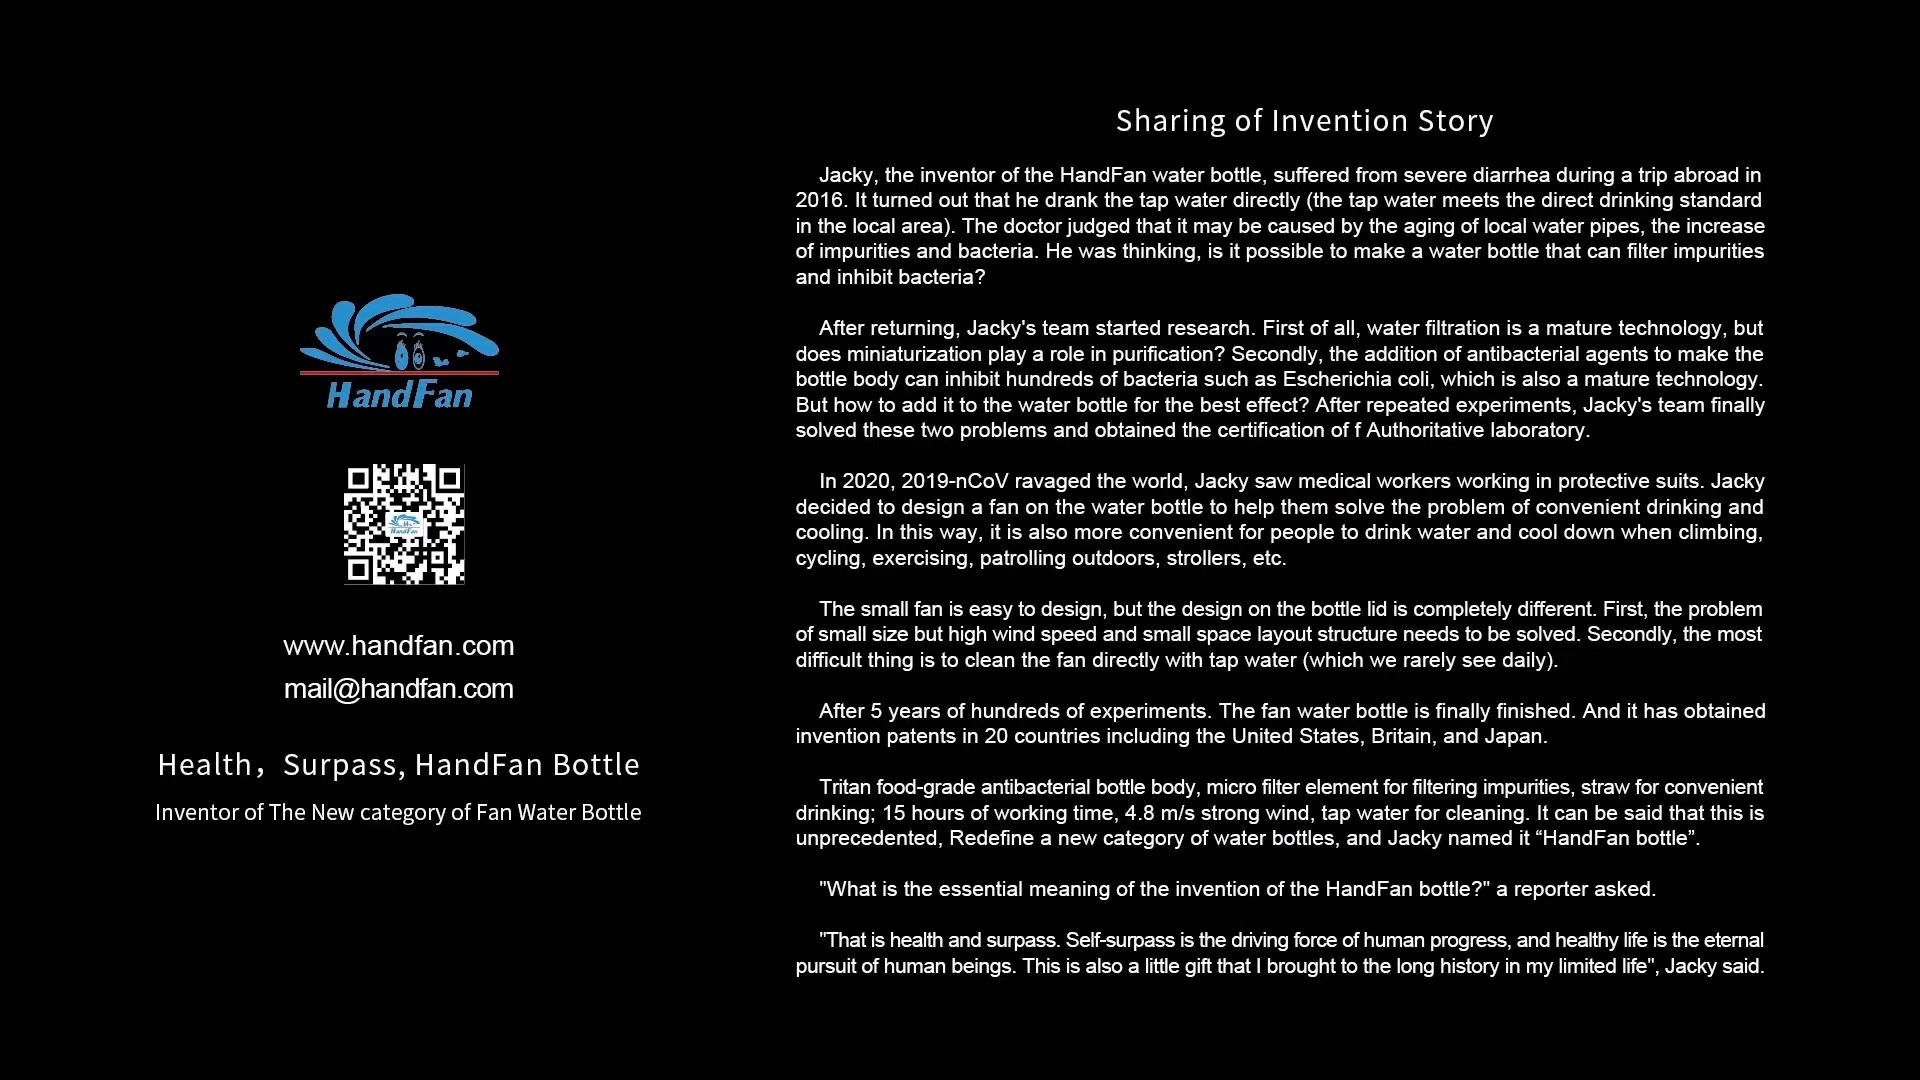 HandFan
HandFan
www.handfan.com
mail@handfan.com
Health，Surpass, HandFan Bottle
Inventor of The New category of Fan Water Bottle
Sharing of Invention Story
Jacky, the inventor of the HandFan water bottle, suffered from severe diarrhea during a trip abroad in
2016. It turned out that he drank the tap water directly (the tap water meets the direct drinking standard
in the local area). The doctor judged that it may be caused by the aging of local water pipes, the increase
of impurities and bacteria. He was thinking, is it possible to make a water bottle that can filter impurities
and inhibit bacteria?
After returning, Jacky's team started research. First of all, water filtration is a mature technology, but
does miniaturization play a role in purification? Secondly, the addition of antibacterial agents to make the
bottle body can inhibit hundreds of bacteria such as Escherichia coli, which is also a mature technology.
But how to add it to the water bottle for the best effect? After repeated experiments, Jacky's team finally
solved these two problems and obtained the certification of f Authoritative laboratory.
In 2020, 2019-nCoV ravaged the world, Jacky saw medical workers working in protective suits. Jacky
decided to design a fan on the water bottle to help them solve the problem of convenient drinking and
cooling. In this way, it is also more convenient for people to drink water and cool down when climbing,
cycling, exercising, patrolling outdoors, strollers, etc.
The small fan is easy to design, but the design on the bottle lid is completely different. First, the problem
of small size but high wind speed and small space layout structure needs to be solved. Secondly, the most
difficult thing is to clean the fan directly with tap water (which we rarely see daily).
After 5 years of hundreds of experiments. The fan water bottle is finally finished. And it has obtained
invention patents in 20 countries including the United States, Britain, and Japan.
Tritan food-grade antibacterial bottle body, micro filter element for filtering impurities, straw for convenient
drinking; 15 hours of working time, 4.8 m/s strong wind, tap water for cleaning. It can be said that this is
unprecedented, Redefine a new category of water bottles, and Jacky named it “HandFan bottle”.
"What is the essential meaning of the invention of the HandFan bottle?" a reporter asked.
"That is health and surpass. Self-surpass is the driving force of human progress, and healthy life is the eternal
pursuit of human beings. This is also a little gift that I brought to the long history in my limited life", Jacky said.